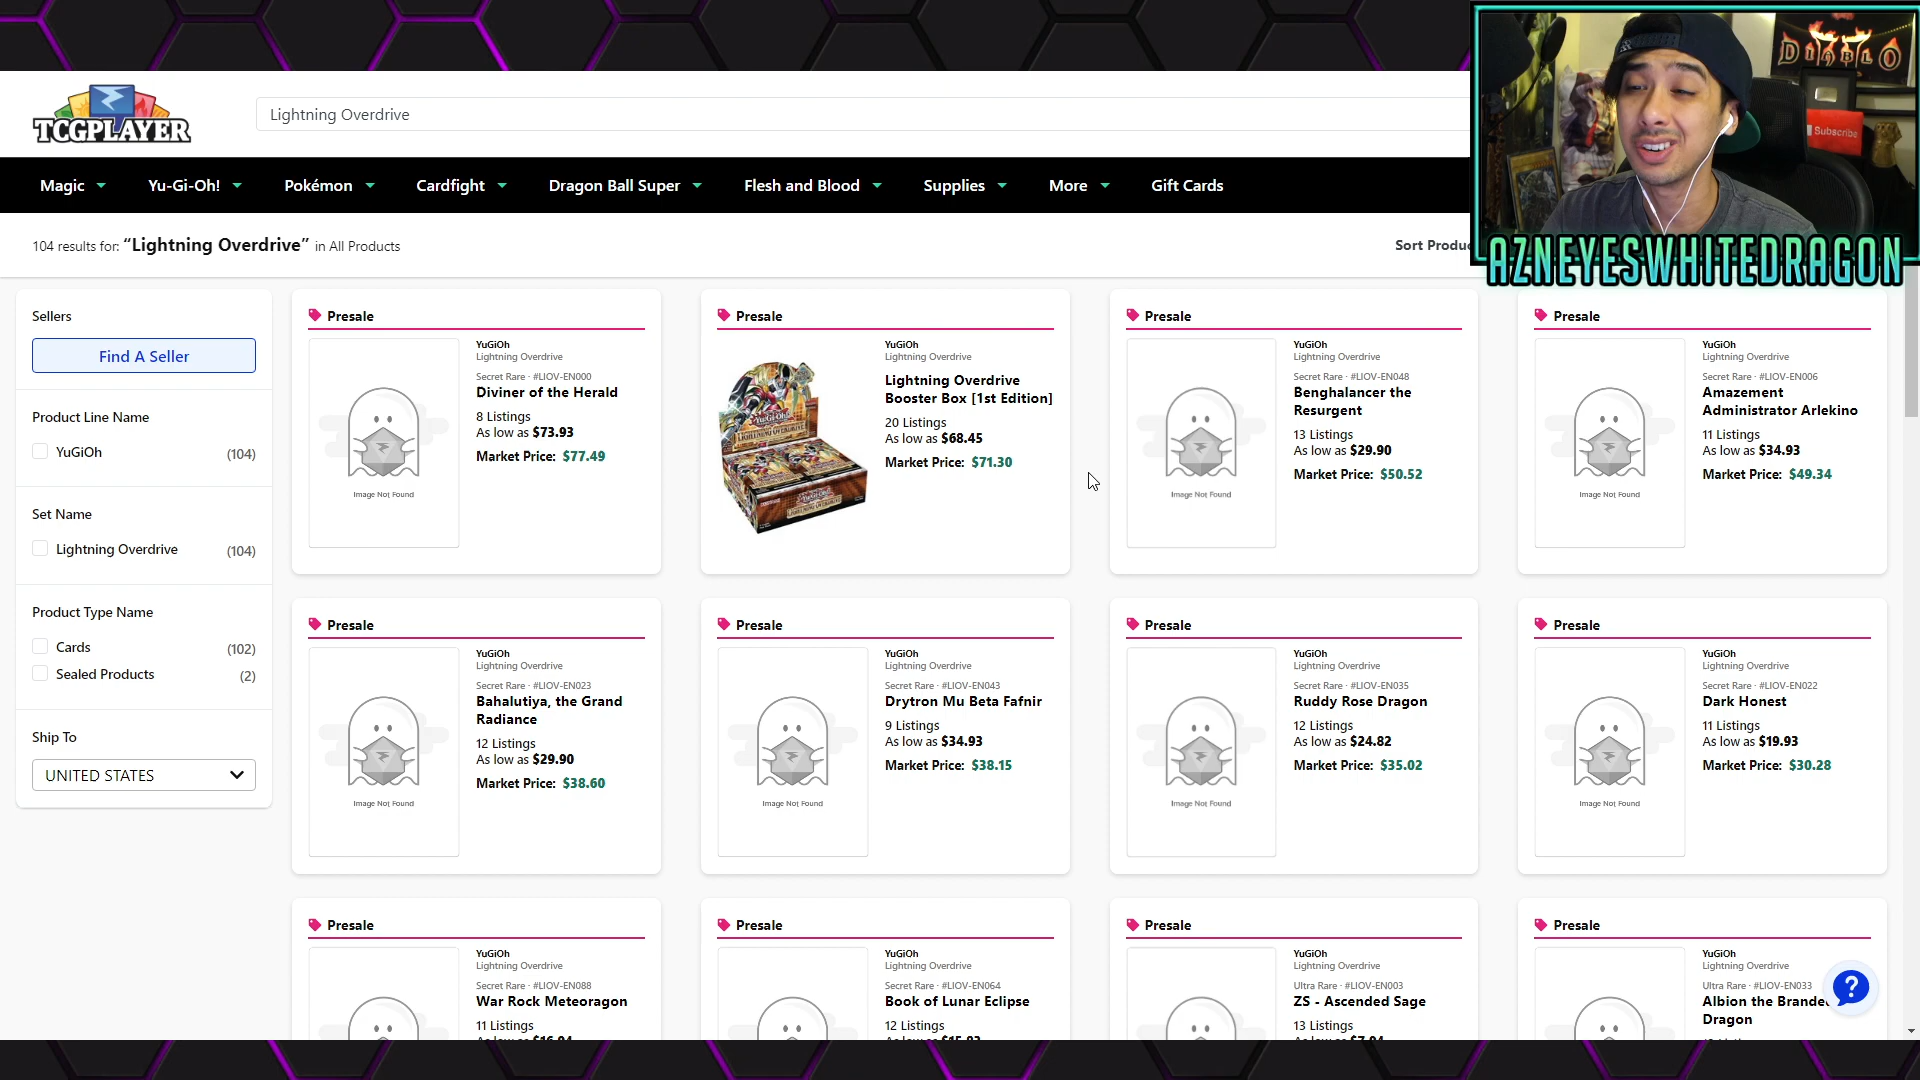 TCGPLAYER
Lightning Overdrive
DIABLO
Subscribe
AZNEYESWHITEDRAGON
Magic
Yu-Gi-Oh!
Pokémon
Cardfight
Dragon Ball Super
Flesh and Blood
Supplies
More
Gift Cards
104 results for: “Lightning Overdrive” in All Products
Sort Produc
Sellers
Find A Seller
Product Line Name
YuGiOh (104)
Set Name
Lightning Overdrive (104)
Product Type Name
Cards (102)
Sealed Products (2)
Ship To
UNITED STATES
Presale
YuGiOh
Lightning Overdrive
Secret Rare · #LIOV-EN000
Diviner of the Herald
8 Listings
As low as $73.93
Market Price: $77.49
Image Not Found
Presale
YuGiOh
Lightning Overdrive
Lightning Overdrive
Booster Box [1st Edition]
20 Listings
As low as $68.45
Market Price: $71.30
Presale
YuGiOh
Lightning Overdrive
Secret Rare · #LIOV-EN048
Benghalancer the
Resurgent
13 Listings
As low as $29.90
Market Price: $50.52
Image Not Found
Presale
YuGiOh
Lightning Overdrive
Secret Rare · #LIOV-EN006
Amazement
Administrator Arlekino
11 Listings
As low as $34.93
Market Price: $49.34
Image Not Found
Presale
YuGiOh
Lightning Overdrive
Secret Rare · #LIOV-EN023
Bahalutiya, the Grand
Radiance
12 Listings
As low as $29.90
Market Price: $38.60
Image Not Found
Presale
YuGiOh
Lightning Overdrive
Secret Rare · #LIOV-EN043
Drytron Mu Beta Fafnir
9 Listings
As low as $34.93
Market Price: $38.15
Image Not Found
Presale
YuGiOh
Lightning Overdrive
Secret Rare · #LIOV-EN035
Ruddy Rose Dragon
12 Listings
As low as $24.82
Market Price: $35.02
Image Not Found
Presale
YuGiOh
Lightning Overdrive
Secret Rare · #LIOV-EN022
Dark Honest
11 Listings
As low as $19.93
Market Price: $30.28
Image Not Found
Presale
YuGiOh
Lightning Overdrive
Secret Rare · #LIOV-EN088
War Rock Meteoragon
11 Listings
Presale
YuGiOh
Lightning Overdrive
Secret Rare · #LIOV-EN064
Book of Lunar Eclipse
12 Listings
Presale
YuGiOh
Lightning Overdrive
Ultra Rare · #LIOV-EN003
ZS - Ascended Sage
13 Listings
Presale
YuGiOh
Lightning Overdrive
Ultra Rare · #LIOV-EN033
Albion the Brande
Dragon
?